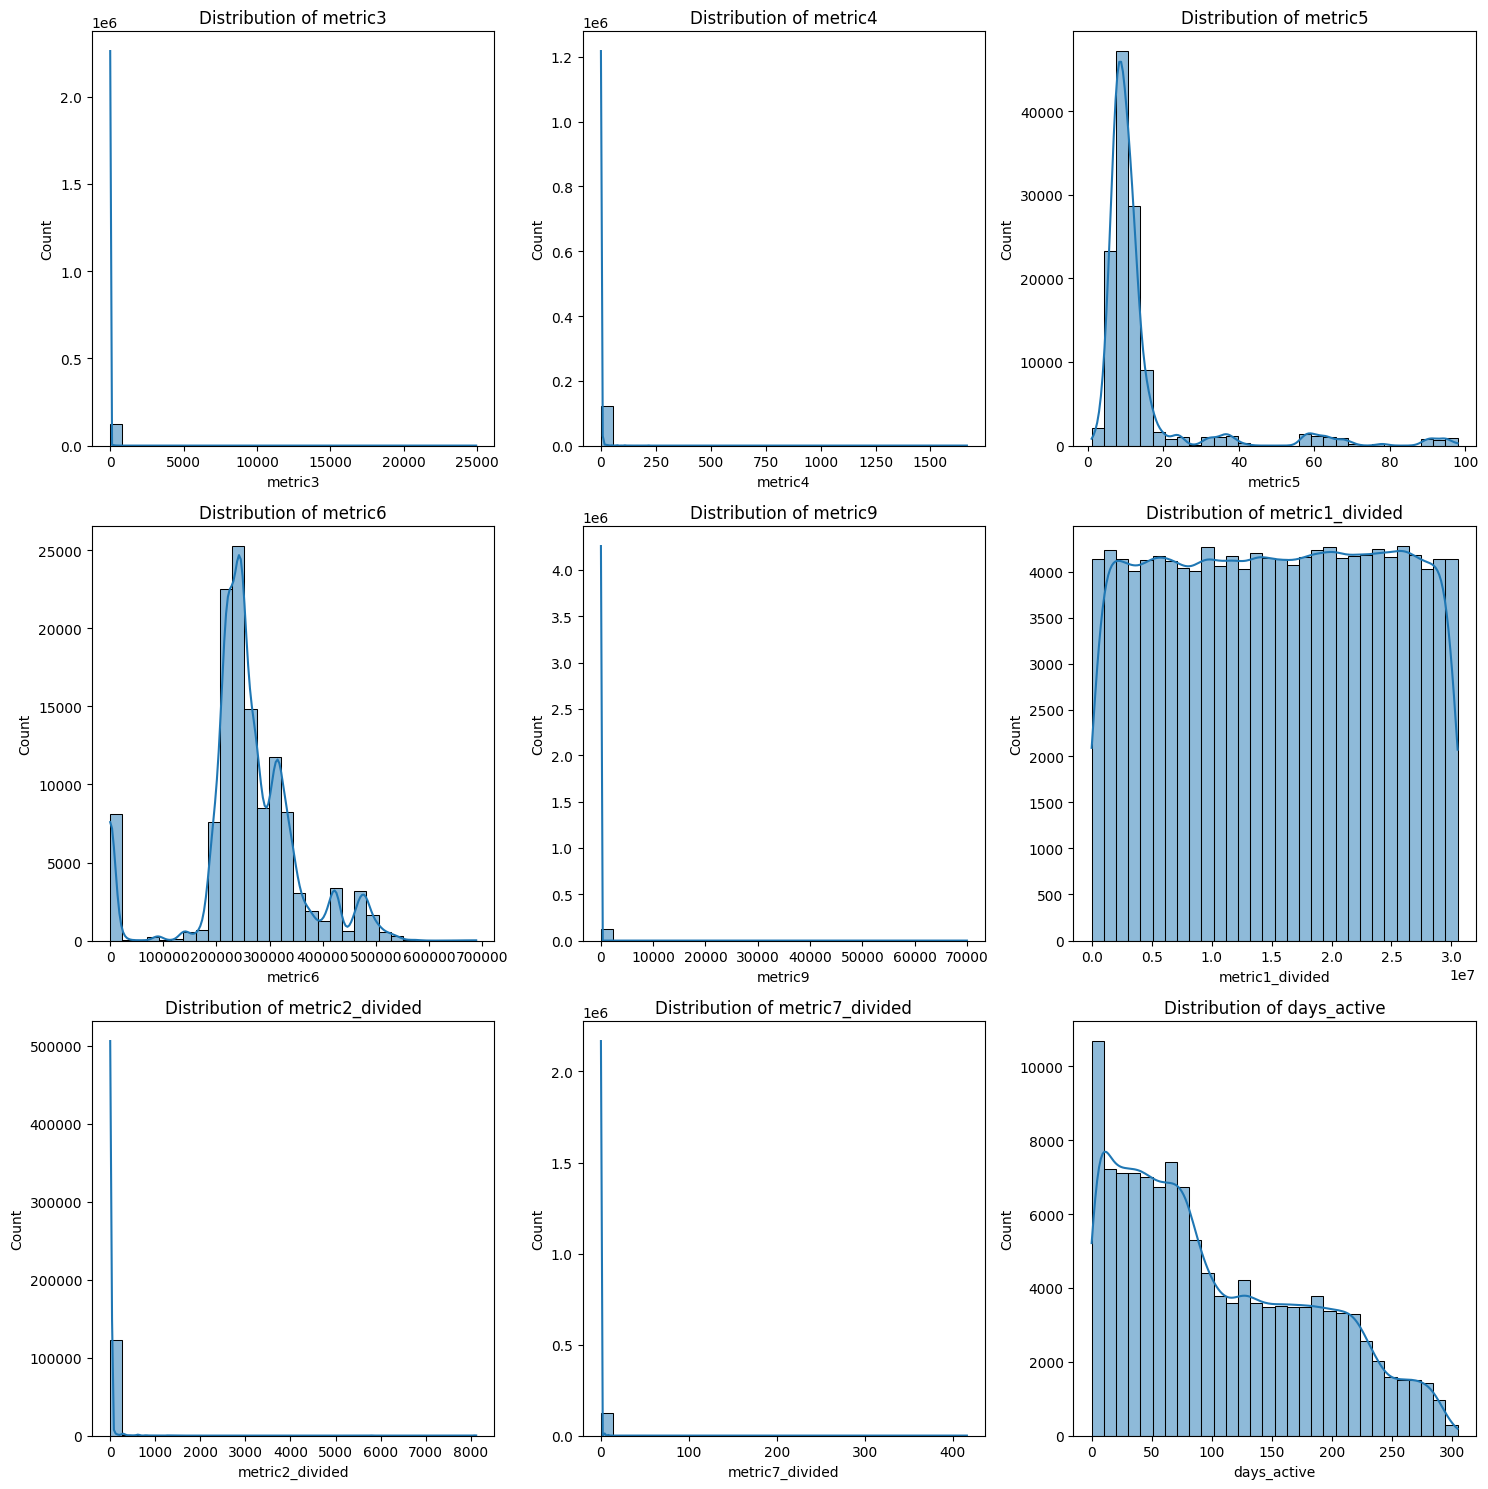 Distribution of metric3
1e6
2.0
1.5
1.0
0.5
0.0
Count
0 5000 10000 15000 20000 25000
metric3
Distribution of metric4
1e6
1.2
1.0
0.8
0.6
0.4
0.2
0.0
Count
0 250 500 750 1000 1250 1500
metric4
Distribution of metric5
40000
30000
20000
10000
0
Count
0 20 40 60 80 100
metric5
Distribution of metric6
25000
20000
15000
10000
5000
0
Count
0 10000 20000 30000 40000 50000 60000 70000
metric6
Distribution of metric9
1e6
4.0
3.5
3.0
2.5
2.0
1.5
1.0
0.5
0.0
Count
0 10000 20000 30000 40000 50000 60000 70000
metric9
Distribution of metric1_divided
4000
3500
3000
2500
2000
1500
1000
500
0
Count
0.0 0.5 1.0 1.5 2.0 2.5 3.0
1e7
metric1_divided
Distribution of metric2_divided
500000
400000
300000
200000
100000
0
Count
0 1000 2000 3000 4000 5000 6000 7000 8000
metric2_divided
Distribution of metric7_divided
1e6
2.0
1.5
1.0
0.5
0.0
Count
0 100 200 300 400
metric7_divided
Distribution of days_active
10000
8000
6000
4000
2000
0
Count
0 50 100 150 200 250 300
days_active